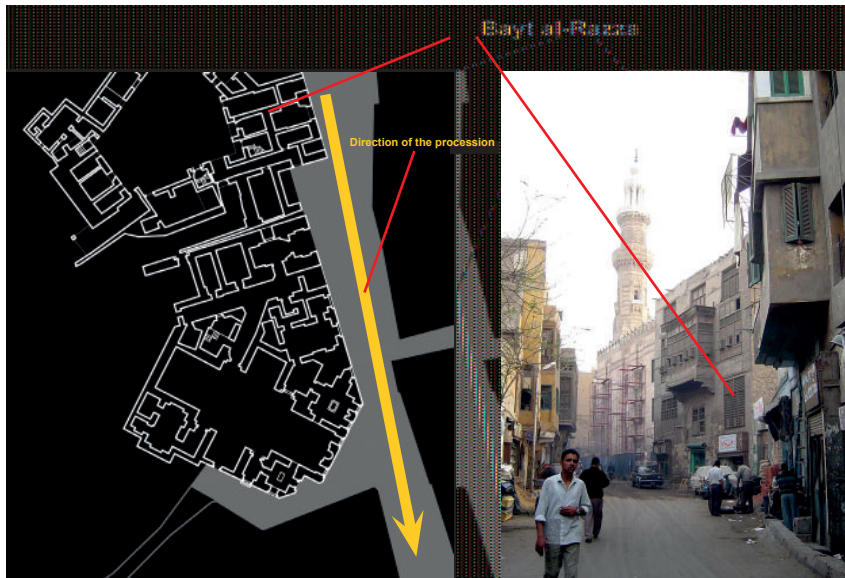 Bayt al-Razza
Direction of the procession